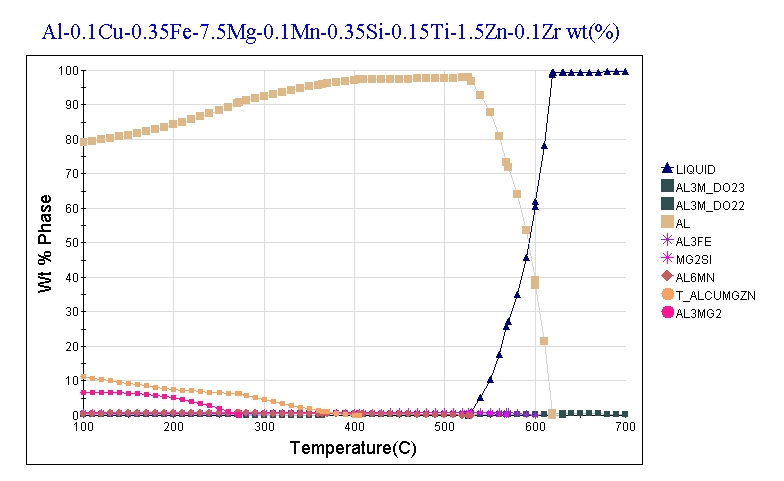 Al-0.1Cu-0.35Fe-7.5Mg-0.1Mn-0.35Si-0.15Ti-1.5Zn-0.1Zr wt(%)
100
90
80
70
60
50
40
30
20
10
0
Wt % Phase
100 200 300 400 500 600 700
Temperature(C)
LIQUID
AL3M_DO23
AL3M_DO22
AL
AL3FE
MG2SI
AL6MN
T_ALCUMGZN
AL3MG2